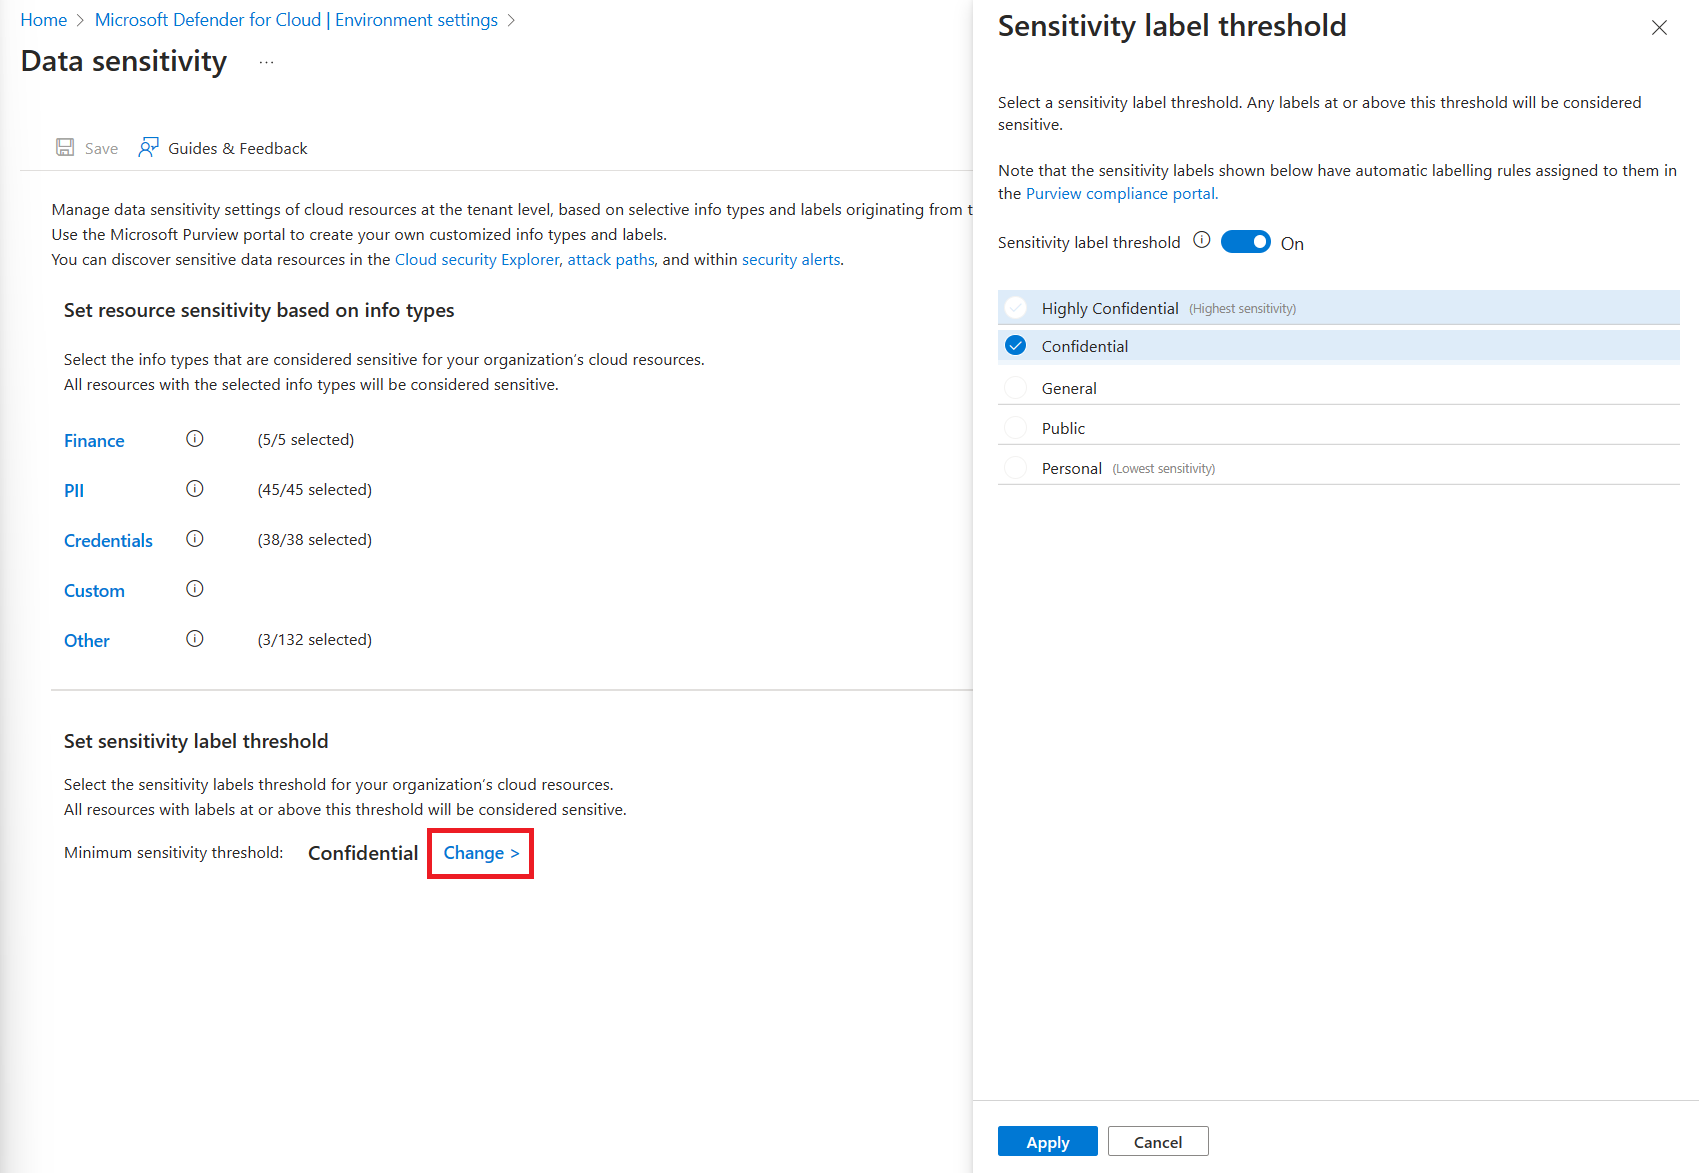 Home > Microsoft Defender for Cloud | Environment settings >
Data sensitivity ...
Save Guides & Feedback
Manage data sensitivity settings of cloud resources at the tenant level, based on selective info types and labels originating from t
Use the Microsoft Purview portal to create your own customized info types and labels.
You can discover sensitive data resources in the Cloud security Explorer, attack paths, and within security alerts.
Set resource sensitivity based on info types
Select the info types that are considered sensitive for your organization's cloud resources.
All resources with the selected info types will be considered sensitive.
Finance (5/5 selected)
PII (45/45 selected)
Credentials (38/38 selected)
Custom
Other (3/132 selected)
Set sensitivity label threshold
Select the sensitivity labels threshold for your organization's cloud resources.
All resources with labels at or above this threshold will be considered sensitive.
Minimum sensitivity threshold: Confidential Change >
Sensitivity label threshold
Select a sensitivity label threshold. Any labels at or above this threshold will be considered
sensitive.
Note that the sensitivity labels shown below have automatic labelling rules assigned to them in
the Purview compliance portal.
Sensitivity label threshold On
Highly Confidential (Highest sensitivity)
Confidential
General
Public
Personal (Lowest sensitivity)
Apply Cancel